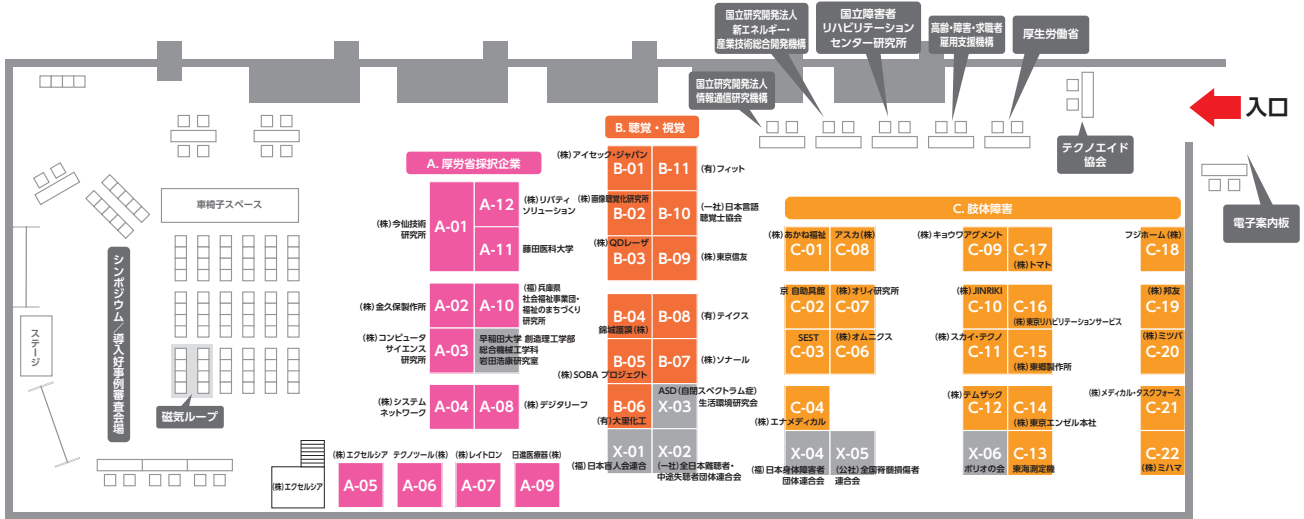 国立研究開発法人
新エネルギー・
産業技術総合開発機構
国立障害者
リハビリテーション
センター研究所
高齢・障害・求職者
雇用支援機構
厚生労働省
国立研究開発法人
情報通信研究機構
テクノエイド
協会
入口
電子案内板
車椅子スペース
シンポジウム／導入好事例審査会場
ステージ
磁気ループ
A. 厚労省採択企業
(株)今仙技術
研究所
A-01
A-12
(株)リバティ
ソリューション
A-11
藤田医科大学
(株)金久保製作所
A-02
A-10
(福)兵庫県
社会福祉事業団・
福祉のまちづくり
研究所
(株)コンピュータ
サイエンス
研究所
A-03
早稲田大学 創造理工学部
総合機械工学科
岩田浩康研究室
(株)システム
ネットワーク
A-04
A-08
(株)デジタリーフ
(株)エクセルシア
(株)エクセルシア
A-05
テクノツール(株)
A-06
(株)レイトロン
A-07
日進医療器(株)
A-09
B. 聴覚・視覚
(株)アイセック・ジャパン
B-01
B-11
(有)フィット
(株)画像聴覚化研究所
B-02
B-10
(一社)日本言語
聴覚士協会
(株)QDレーザ
B-03
B-09
(株)東京信友
B-04
錦城護謨(株)
B-08
(有)テイクス
B-05
(株)SOBA プロジェクト
B-07
(株)ソナール
B-06
(有)大里化工
ASD(自閉スペクトラム症)
生活環境研究会
X-03
X-01
(福)日本盲人会連合
X-02
(一社)全日本難聴者・
中途失聴者団体連合会
C. 肢体障害
(株)あかね福祉
C-01
アスカ(株)
C-08
京 自助具館
C-02
(株)オリィ研究所
C-07
SEST
C-03
(株)オムニクス
C-06
C-04
(株)エナメディカル
X-04
(福)日本身体障害者
団体連合会
X-05
(公社)全国脊髄損傷者
連合会
(株)キョウワアグメント
C-09
C-17
(株)トマト
(株)JINRIKI
C-10
C-16
(株)東京リハビリテーションサービス
(株)スカイ・テクノ
C-11
C-15
(株)東郷製作所
(株)テムザック
C-12
C-14
(株)東京エンゼル本社
X-06
ポリオの会
C-13
東海測定機
フジホーム(株)
C-18
(株)邦友
C-19
(株)ミツバ
C-20
(株)メディカル・タスクフォース
C-21
C-22
(株)ミハマ